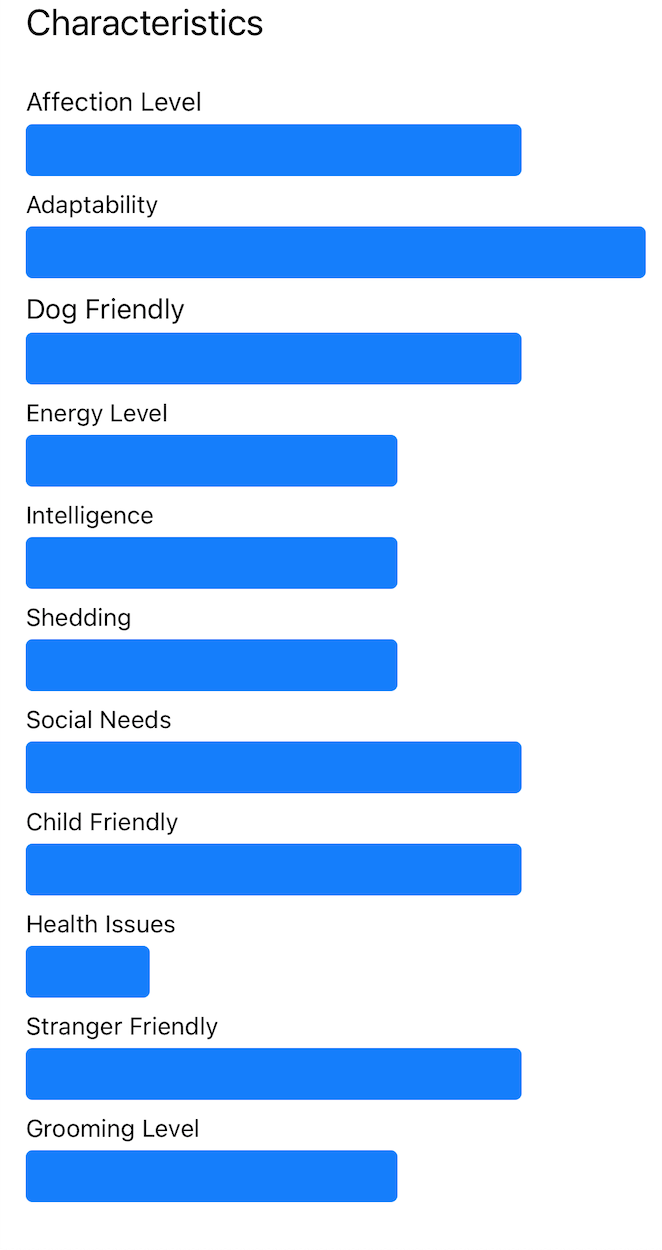 Characteristics
Affection Level
Adaptability
Dog Friendly
Energy Level
Intelligence
Shedding
Social Needs
Child Friendly
Health Issues
Stranger Friendly
Grooming Level